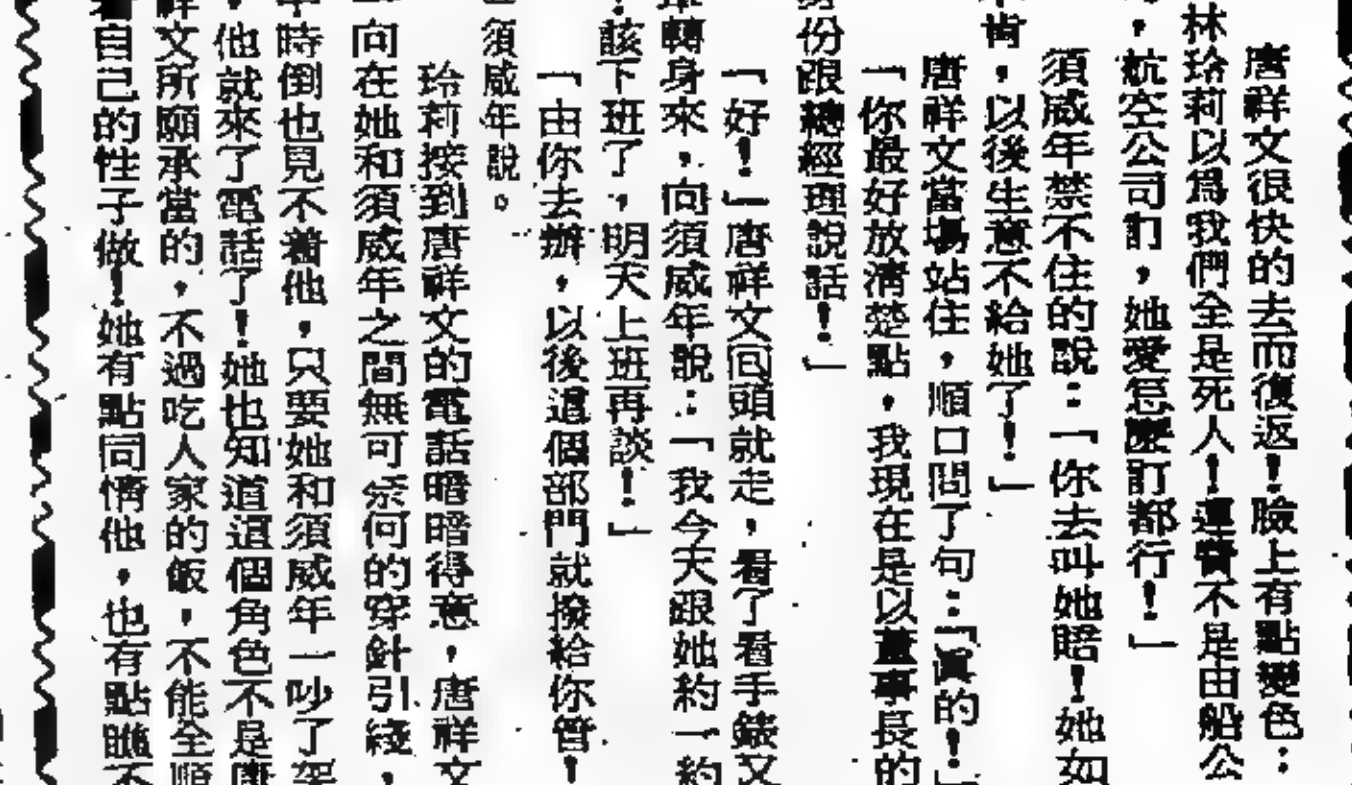 唐祥文很快的去而復返！臉上有點變色：
林玲莉以爲我們全是死人！運費不是由船公
，航空公司訂，她愛怎麼訂都行！」
須威年禁不住的說：「你去叫她賠！她如
肯，以後生意不給她了！」
唐祥文當場站住，順口問了句：「眞的！」
「你最好放清楚點，我現在是以董事長的
身份跟總經理說話！」
「好！」唐祥文回頭就走，看了看手錶又
轉身來，向須威年說：「我今天跟她約一約
！該下班了，明天上班再談！」
「由你去辦，以後這個部門就撥給你管！
須威年說。
玲莉接到唐祥文的電話暗暗得意，唐祥文
一向在她和須威年之間無可奈何的穿針引綫，
時倒也見不着他，只要她和須威年一吵了架
，他就來了電話了！她也知道這個角色不是唐
祥文所願承當的，不過吃人家的飯，不能全順
着自己的性子做！她有點同情他，也有點瞧不